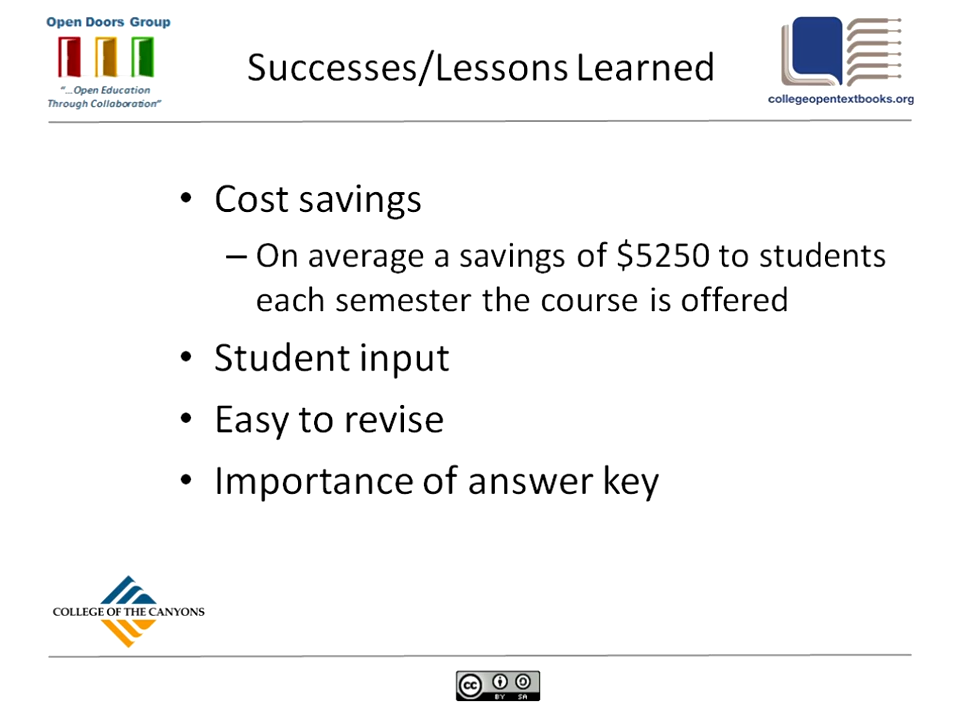 Open Doors Group
"...Open Education
Through Collaboration"
Successes/Lessons Learned
collegeopentextbooks.org
• Cost savings
– On average a savings of $5250 to students
each semester the course is offered
• Student input
• Easy to revise
• Importance of answer key
COLLEGE OF THE CANYONS
cc
BY SA